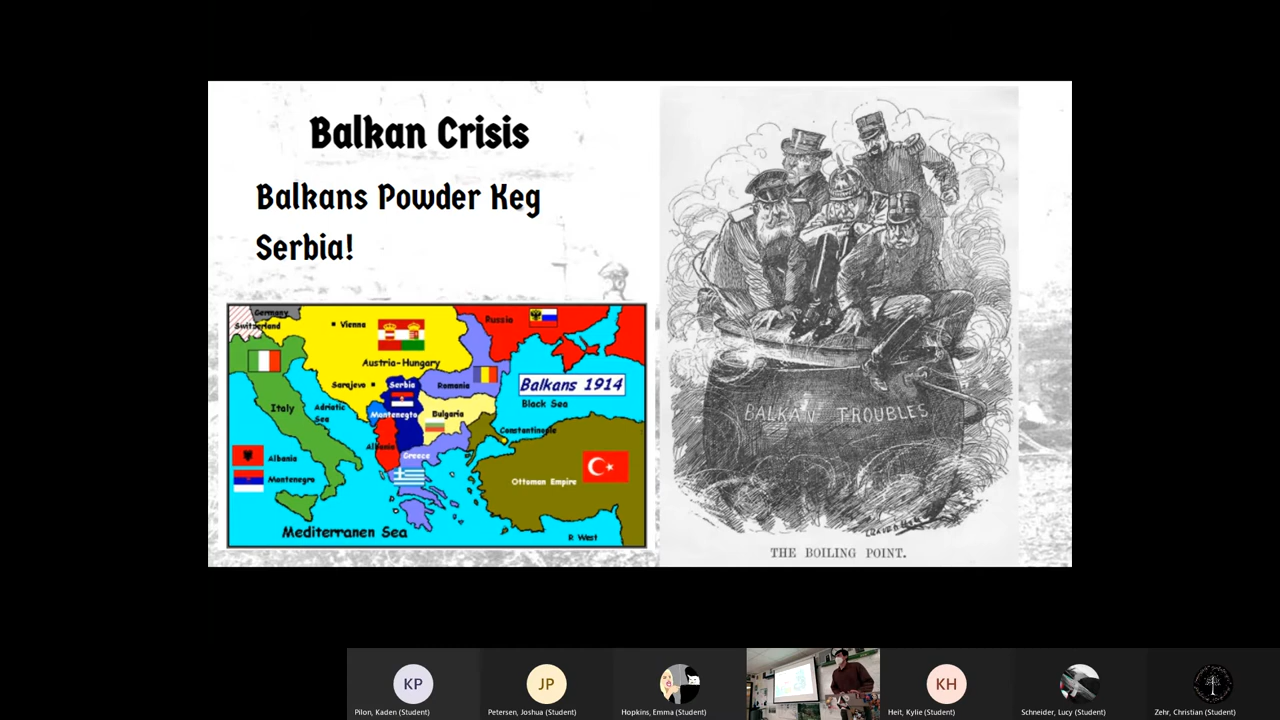 Balkan Crisis
Balkans Powder Keg
Serbia!
Germany
Switzerland
Vienna
Russia
Austria-Hungary
Sarajevo
Serbia
Romania
Balkans 1914
Black Sea
Italy
Adriatic
Sea
Montenegto
Bulgaria
Constantinople
Albania
Greece
Albania
Montenegro
Ottoman Empire
Mediterranen Sea
R West
BALKAN TROUBLES
THE BOILING POINT.
KP
JP
KH
Pilon, Kaden (Student)
Petersen, Joshua (Student)
Hopkins, Emma (Student)
Heit, Kylie (Student)
Schneider, Lucy (Student)
Zehr, Christian (Student)